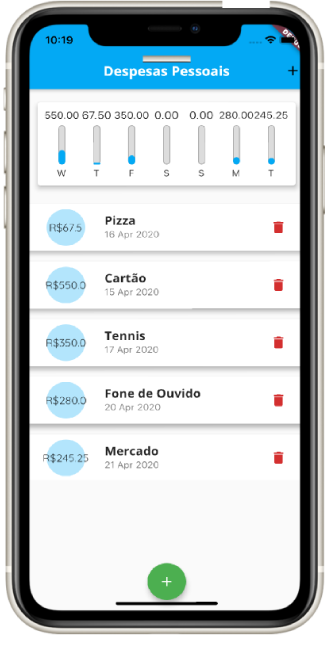 10:19
Despesas Pessoais +
550.00 67.50 350.00 0.00 0.00 280.00 245.25
W T F S S M T
R$67.5
Pizza
16 Apr 2020
R$550.0
Cartão
15 Apr 2020
R$350.0
Tennis
17 Apr 2020
R$280.0
Fone de Ouvido
20 Apr 2020
R$245.25
Mercado
21 Apr 2020
+